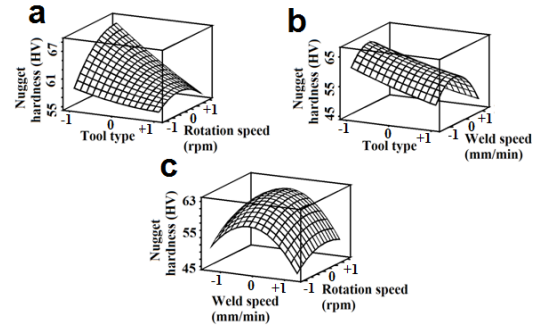 a
Nugget
hardness (HV)
67
61
55
-1
0
+1
Tool type
-1
0
+1
Rotation speed
(rpm)
b
Nugget
hardness (HV)
65
55
45
-1
0
+1
Tool type
-1
0
+1
Weld speed
(mm/min)
c
Nugget
hardness (HV)
63
55
45
-1
0
+1
Weld speed
(mm/min)
-1
0
+1
Rotation speed
(rpm)